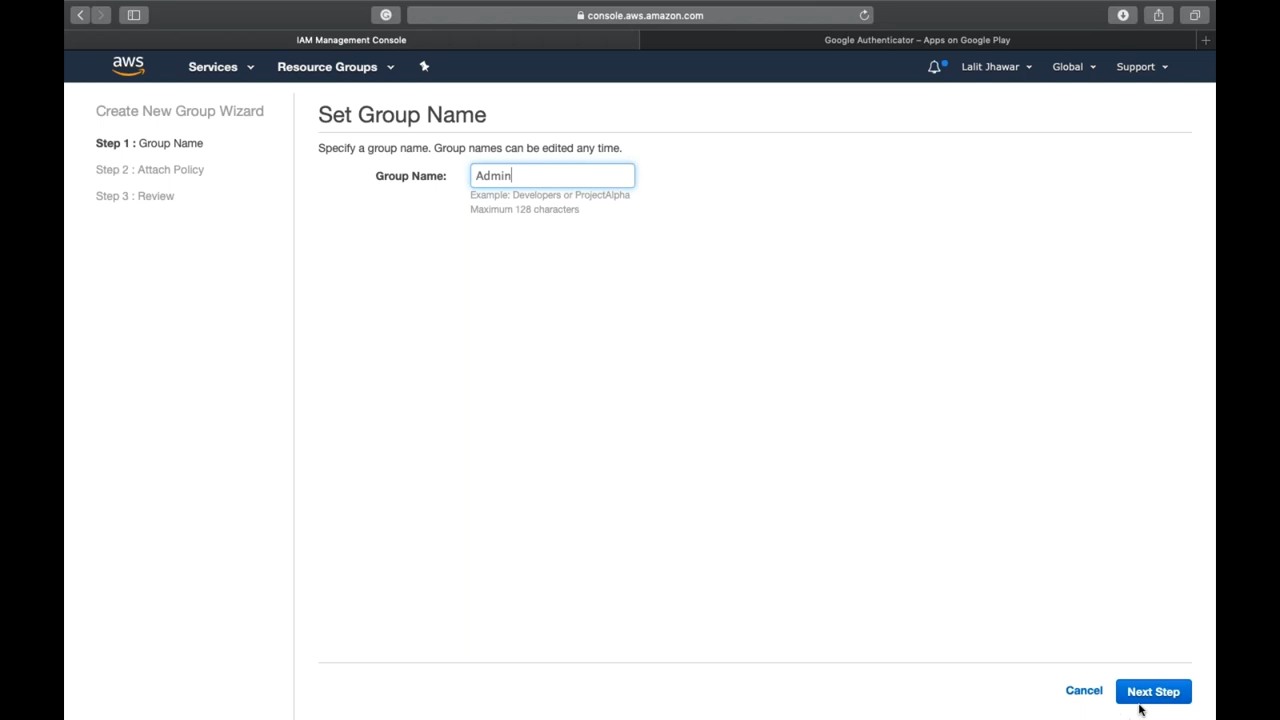 console.aws.amazon.com
IAM Management Console
Google Authenticator – Apps on Google Play
aws
Services
Resource Groups
Lalit Jhawar
Global
Support
Create New Group Wizard
Step 1 : Group Name
Step 2 : Attach Policy
Step 3 : Review
Set Group Name
Specify a group name. Group names can be edited any time.
Group Name: Admin
Example: Developers or ProjectAlpha
Maximum 128 characters
Cancel
Next Step